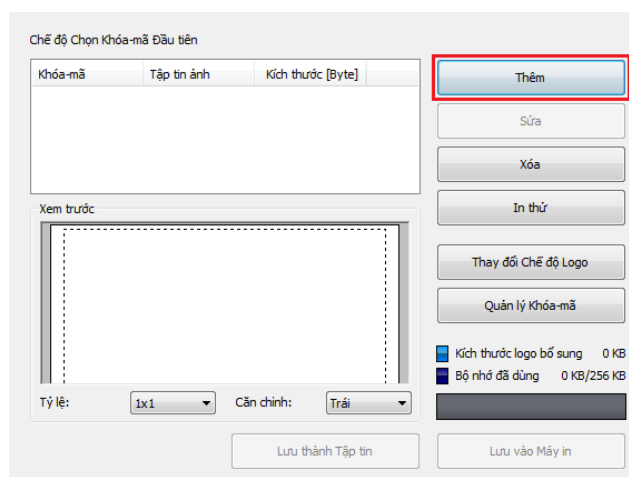 Chế độ Chọn Khóa-mã Đầu tiên
Khóa-mã Tập tin ảnh Kích thước [Byte]
Thêm
Sửa
Xóa
In thử
Xem trước
Thay đổi Chế độ Logo
Quản lý Khóa-mã
Kích thước logo bổ sung 0 KB
Bộ nhớ đã dùng 0 KB/256 KB
Tỷ lệ: 1x1 Căn chỉnh: Trái
Lưu thành Tập tin
Lưu vào Máy in